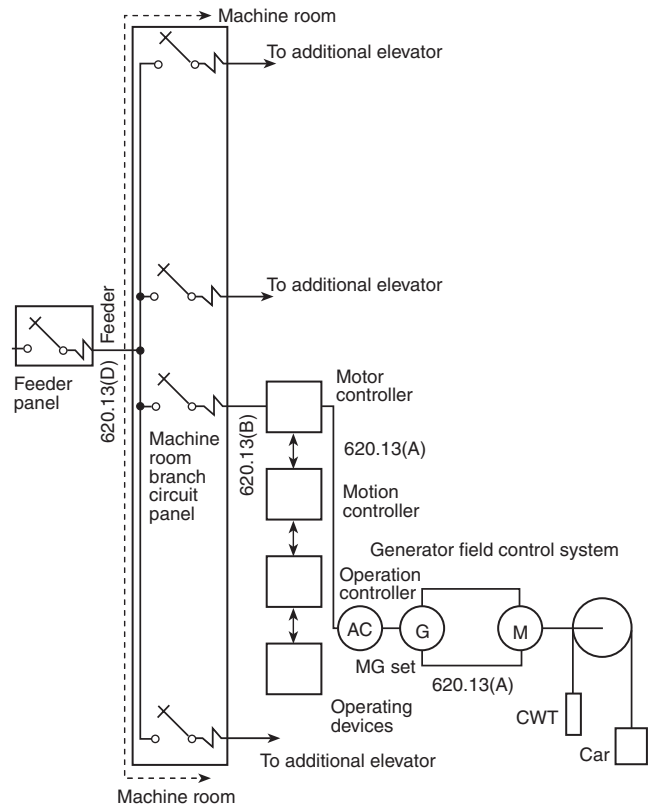 Machine room
To additional elevator
To additional elevator
Feeder
Feeder
panel
620.13(D)
Machine
room
branch
circuit
panel
620.13(B)
Motor
controller
620.13(A)
Motion
controller
Generator field control system
Operation
controller
AC
G
M
MG set
620.13(A)
Operating
devices
CWT
Car
To additional elevator
Machine room